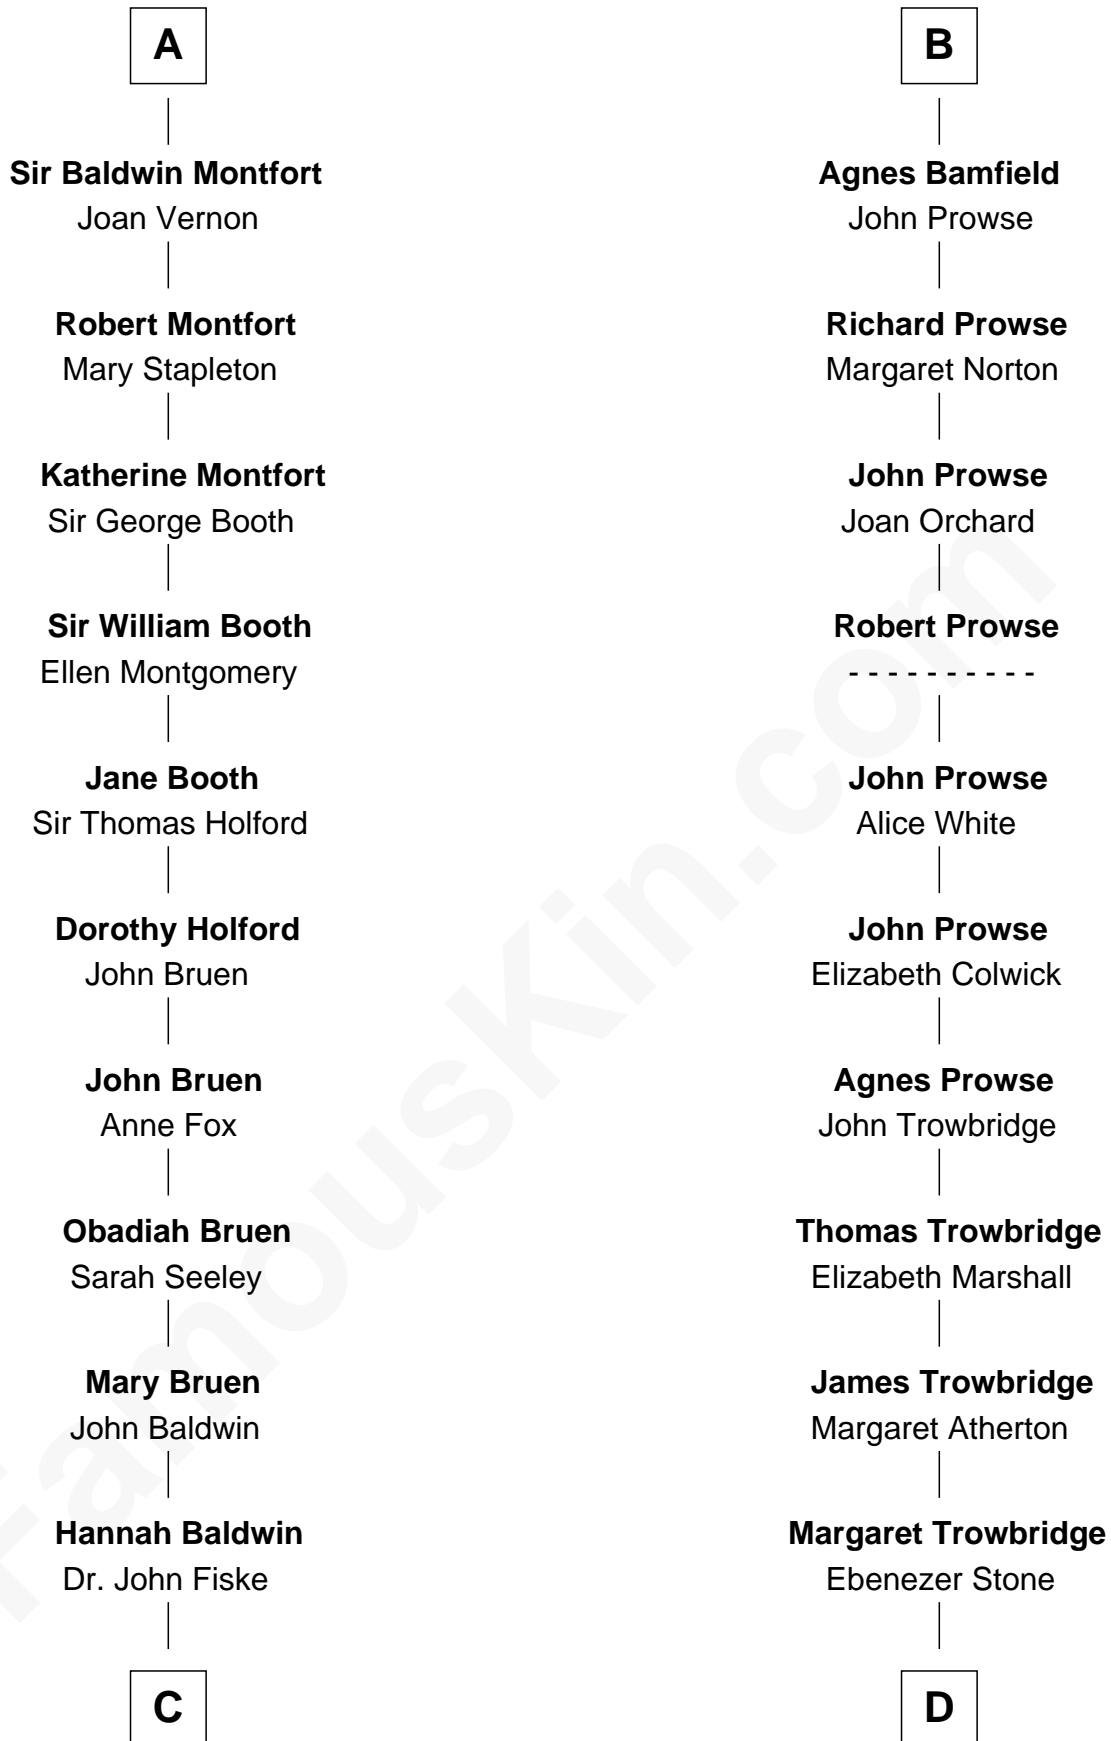 A
Sir Baldwin Montfort
Joan Vernon
Robert Montfort
Mary Stapleton
Katherine Montfort
Sir George Booth
Sir William Booth
Ellen Montgomery
Jane Booth
Sir Thomas Holford
Dorothy Holford
John Bruen
John Bruen
Anne Fox
Obadiah Bruen
Sarah Seeley
Mary Bruen
John Baldwin
Hannah Baldwin
Dr. John Fiske
C
B
Agnes Bamfield
John Prowse
Richard Prowse
Margaret Norton
John Prowse
Joan Orchard
Robert Prowse
- - - - - - - - - -
John Prowse
Alice White
John Prowse
Elizabeth Colwick
Agnes Prowse
John Trowbridge
Thomas Trowbridge
Elizabeth Marshall
James Trowbridge
Margaret Atherton
Margaret Trowbridge
Ebenezer Stone
D
FamousKin.com